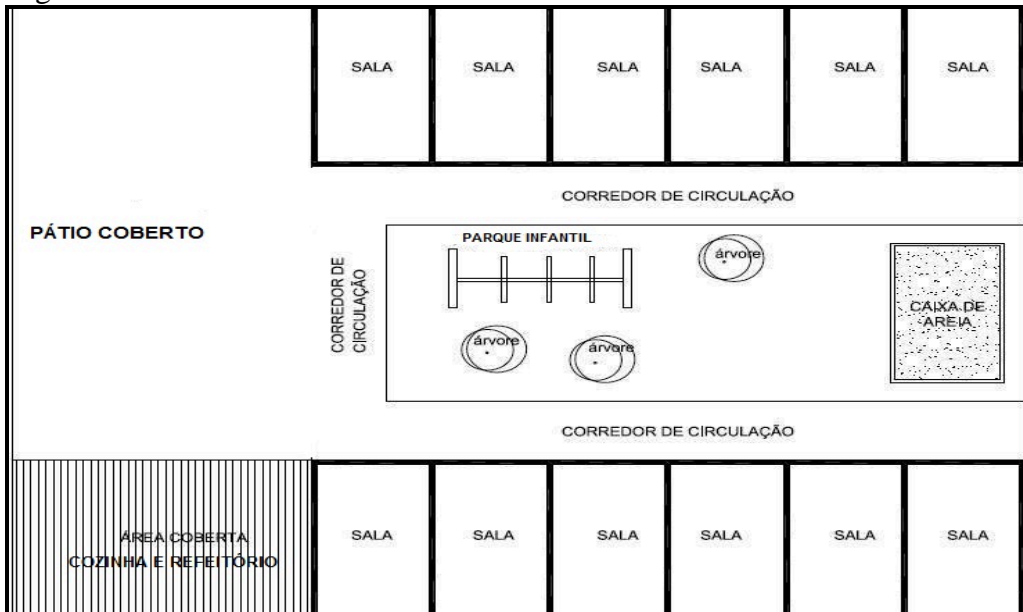 SALA
SALA
SALA
SALA
SALA
SALA
CORREDOR DE CIRCULAÇÃO
PÁTIO COBERTO
PARQUE INFANTIL
árvore
CORREDOR DE
CIRCULAÇÃO
CAIXA DE
AREIA
árvore
árvore
CORREDOR DE CIRCULAÇÃO
ÁREA COBERTA
COZINHA E REFEITÓRIO
SALA
SALA
SALA
SALA
SALA
SALA